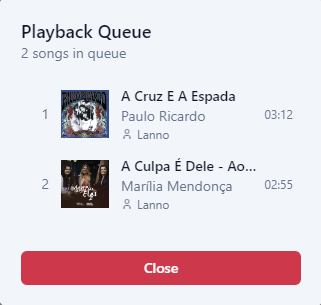 Playback Queue
2 songs in queue
1
A Cruz E A Espada
Paulo Ricardo
Lanno
03:12
2
A Culpa É Dele - Ao...
Marília Mendonça
Lanno
02:55
Close